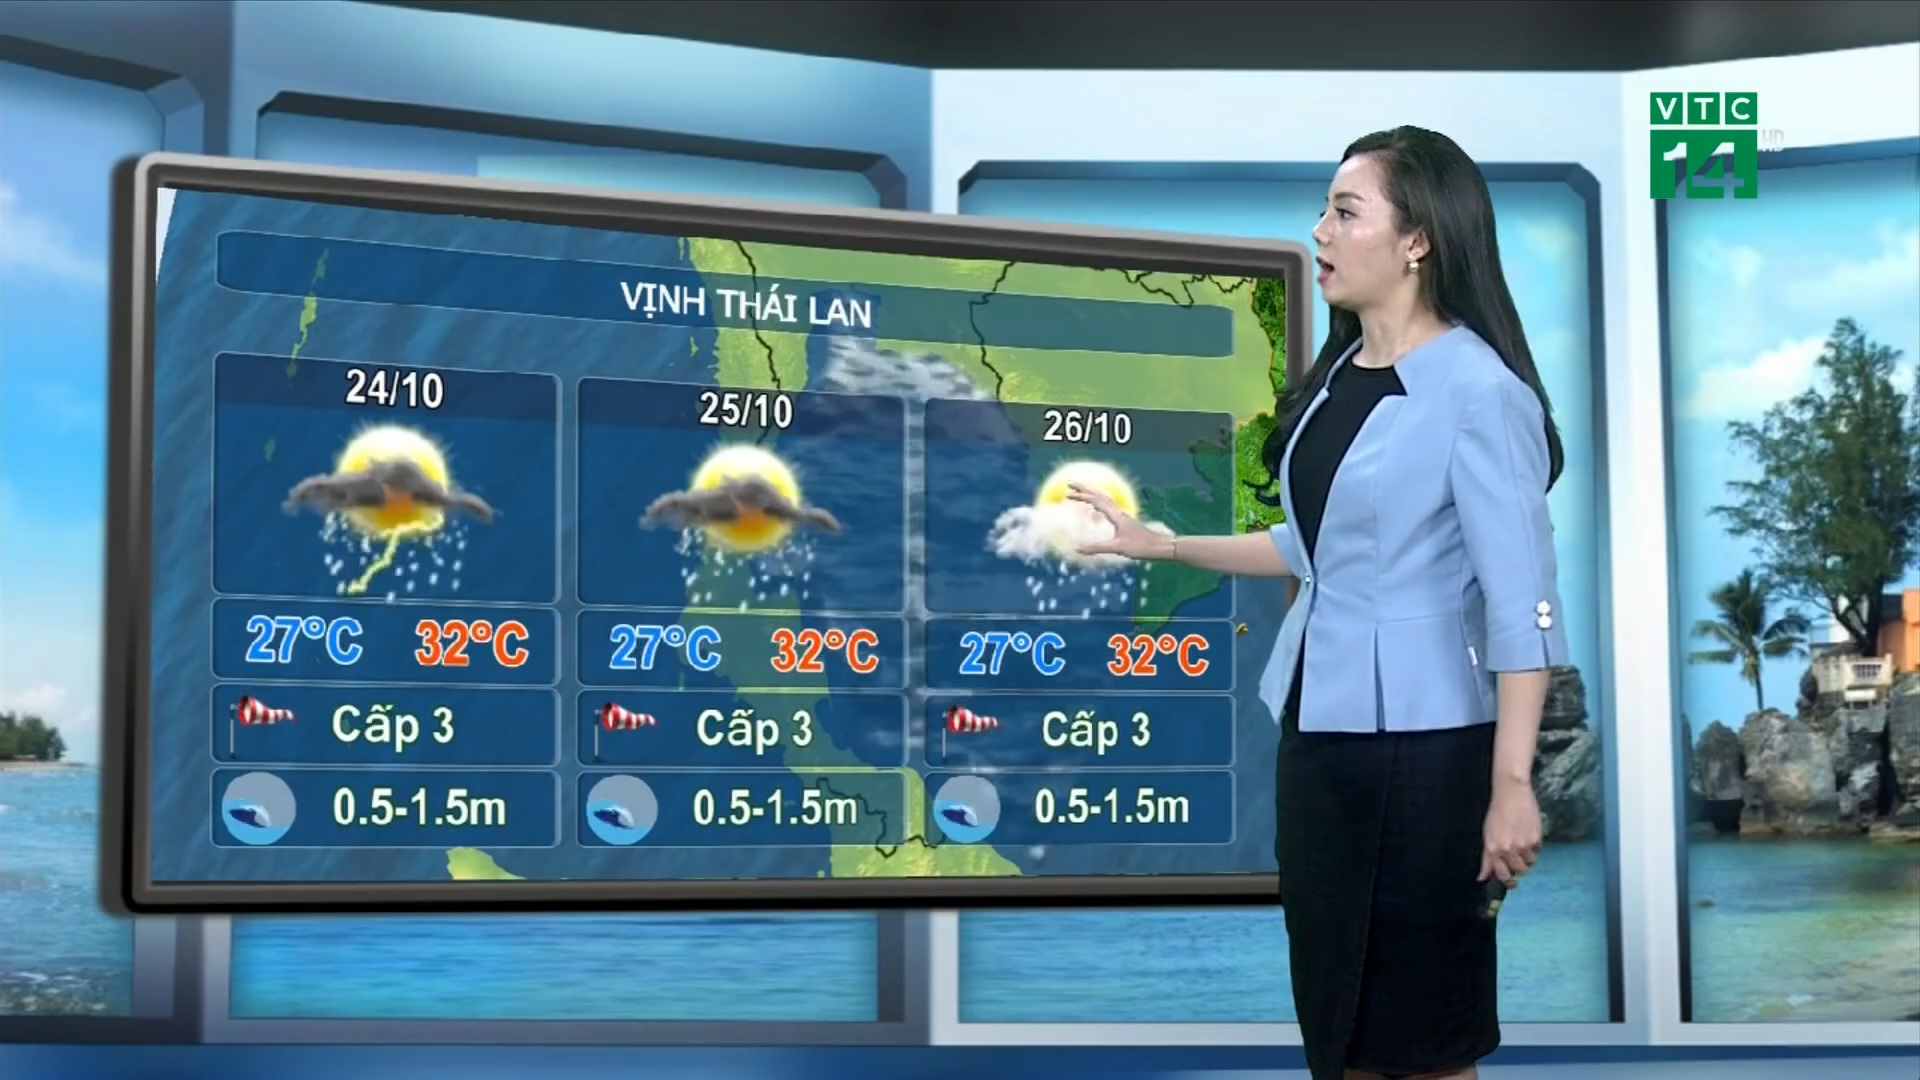 VTC
14
HD
VỊNH THÁI LAN
24/10
25/10
26/10
27°C 32°C
27°C 32°C
27°C 32°C
Cấp 3
Cấp 3
Cấp 3
0.5-1.5m
0.5-1.5m
0.5-1.5m